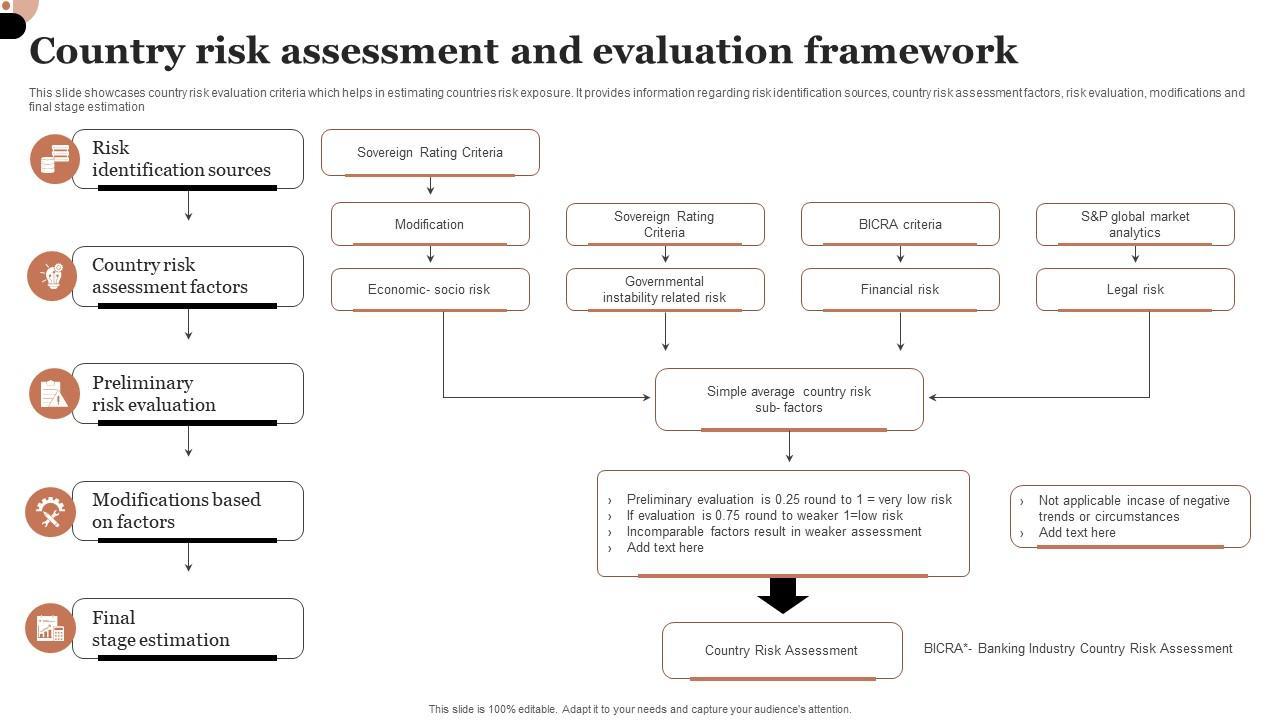 Country risk assessment and evaluation framework
This slide showcases country risk evaluation criteria which helps in estimating countries risk exposure. It provides information regarding risk identification sources, country risk assessment factors, risk evaluation, modifications and
final stage estimation
Risk
identification sources
Country risk
assessment factors
Preliminary
risk evaluation
Modifications based
on factors
Final
stage estimation
Sovereign Rating Criteria
Modification
Sovereign Rating
Criteria
BICRA criteria
S&P global market
analytics
Economic- socio risk
Governmental
instability related risk
Financial risk
Legal risk
Simple average country risk
sub- factors
› Preliminary evaluation is 0.25 round to 1 = very low risk
› If evaluation is 0.75 round to weaker 1=low risk
› Incomparable factors result in weaker assessment
› Add text here
› Not applicable incase of negative
trends or circumstances
› Add text here
Country Risk Assessment
BICRA*- Banking Industry Country Risk Assessment
This slide is 100% editable. Adapt it to your needs and capture your audience's attention.